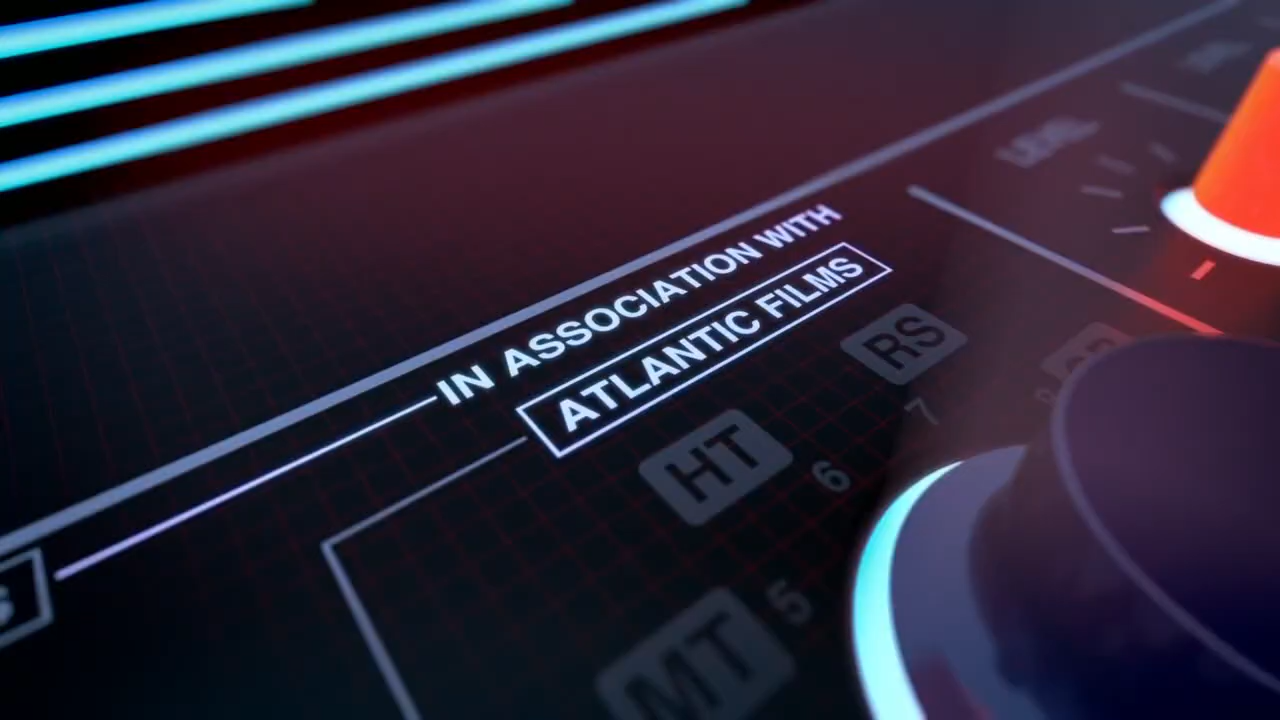 LEVEL
IN ASSOCIATION WITH
ATLANTIC FILMS
RS
7
HT
6
5
MT